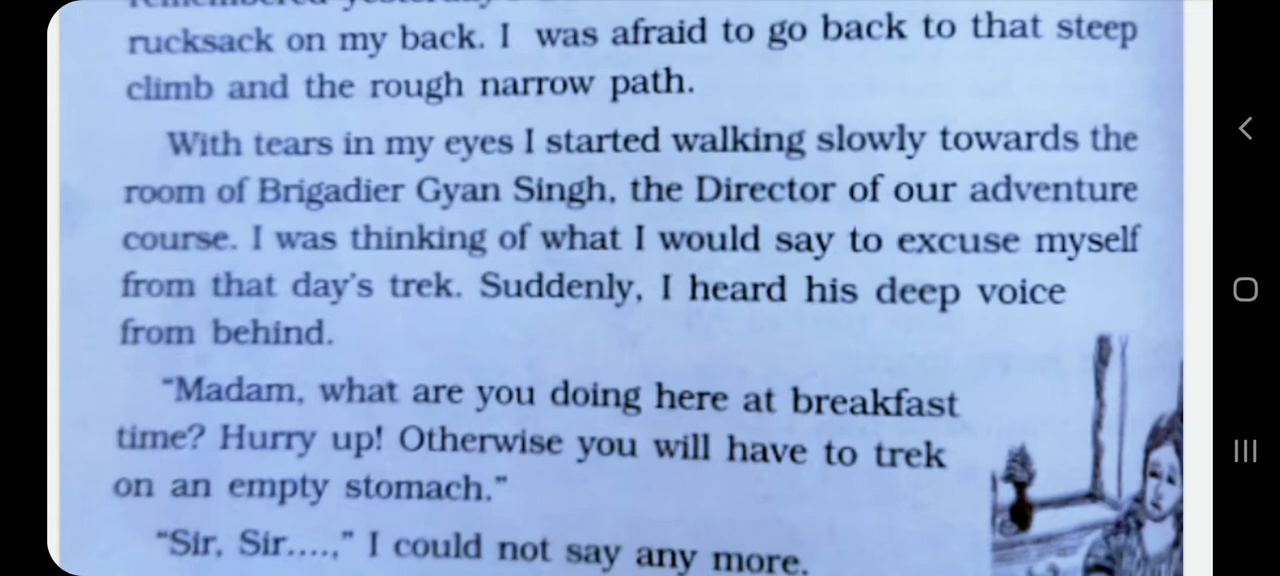 rucksack on my back. I was afraid to go back to that steep
climb and the rough narrow path.
With tears in my eyes I started walking slowly towards the
room of Brigadier Gyan Singh, the Director of our adventure
course. I was thinking of what I would say to excuse myself
from that day's trek. Suddenly, I heard his deep voice
from behind.
"Madam, what are you doing here at breakfast
time? Hurry up! Otherwise you will have to trek
on an empty stomach."
"Sir, Sir....," I could not say any more.